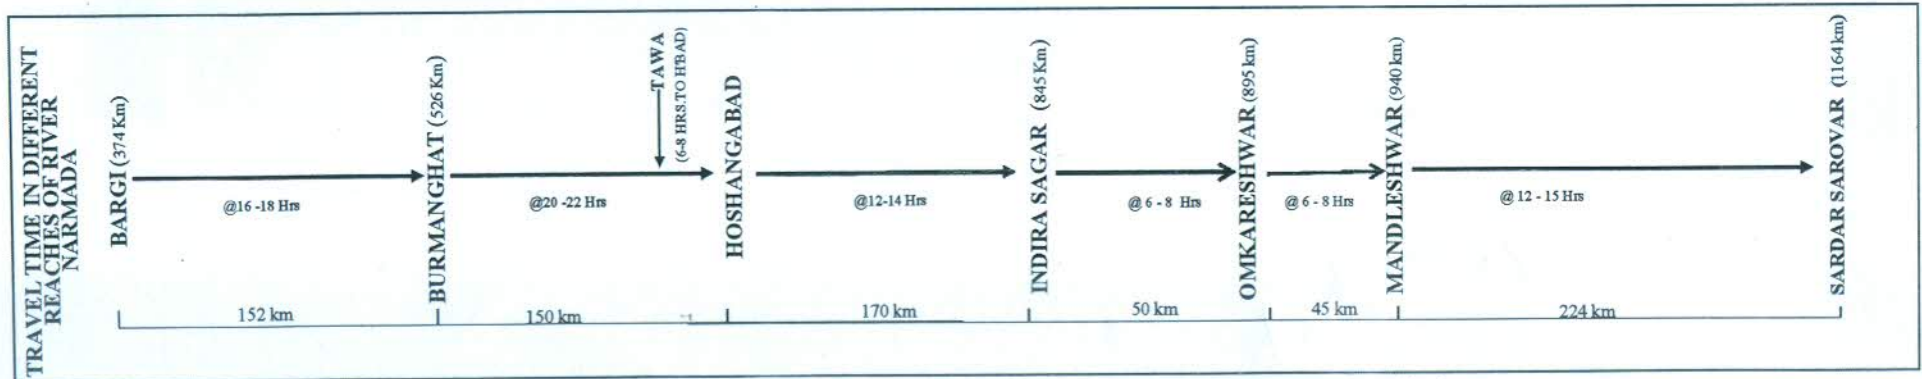 TRAVEL TIME IN DIFFERENT
REACHES OF RIVER
NARMADA
BARGI (374 Km)
BURMANGHAT (526 Km)
TAWA
(6-8 HRS.TO H'BAD)
HOSHANGABAD
INDIRA SAGAR (845 Km)
OMKARESHWAR (895 km)
MANDLESHWAR (940 km)
SARDAR SAROVAR (1164 km)
@16 -18 Hrs
@20 -22 Hrs
@12-14 Hrs
@ 6 - 8 Hrs
@ 6 - 8 Hrs
@ 12 - 15 Hrs
152 km
150 km
170 km
50 km
45 km
224 km